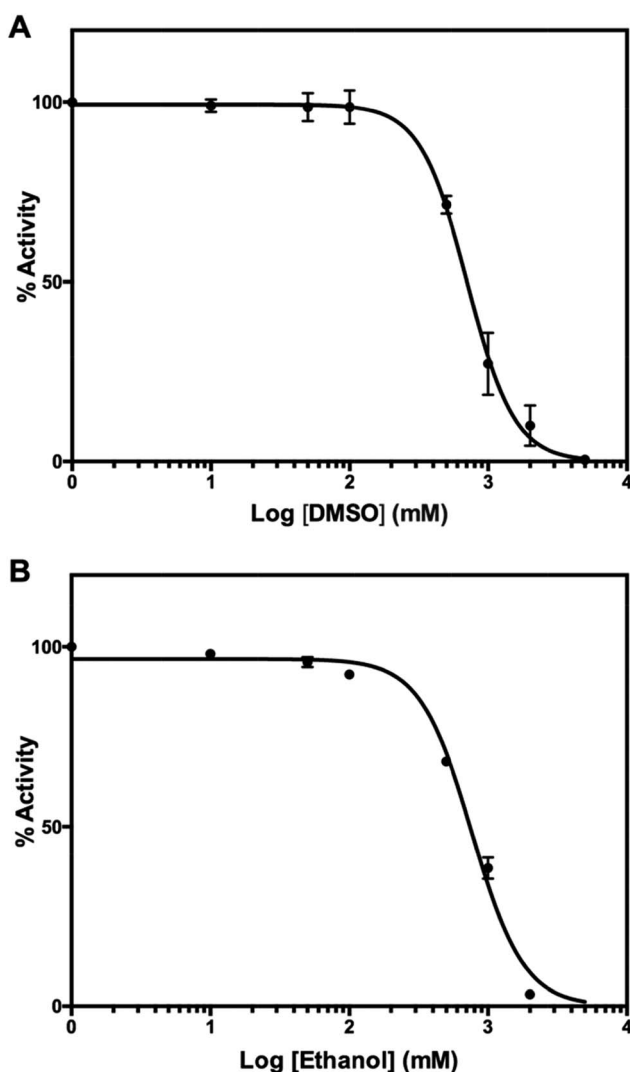 A
% Activity
100
50
0
0 1 2 3 4
Log [DMSO] (mM)
B
% Activity
100
50
0
0 1 2 3 4
Log [Ethanol] (mM)